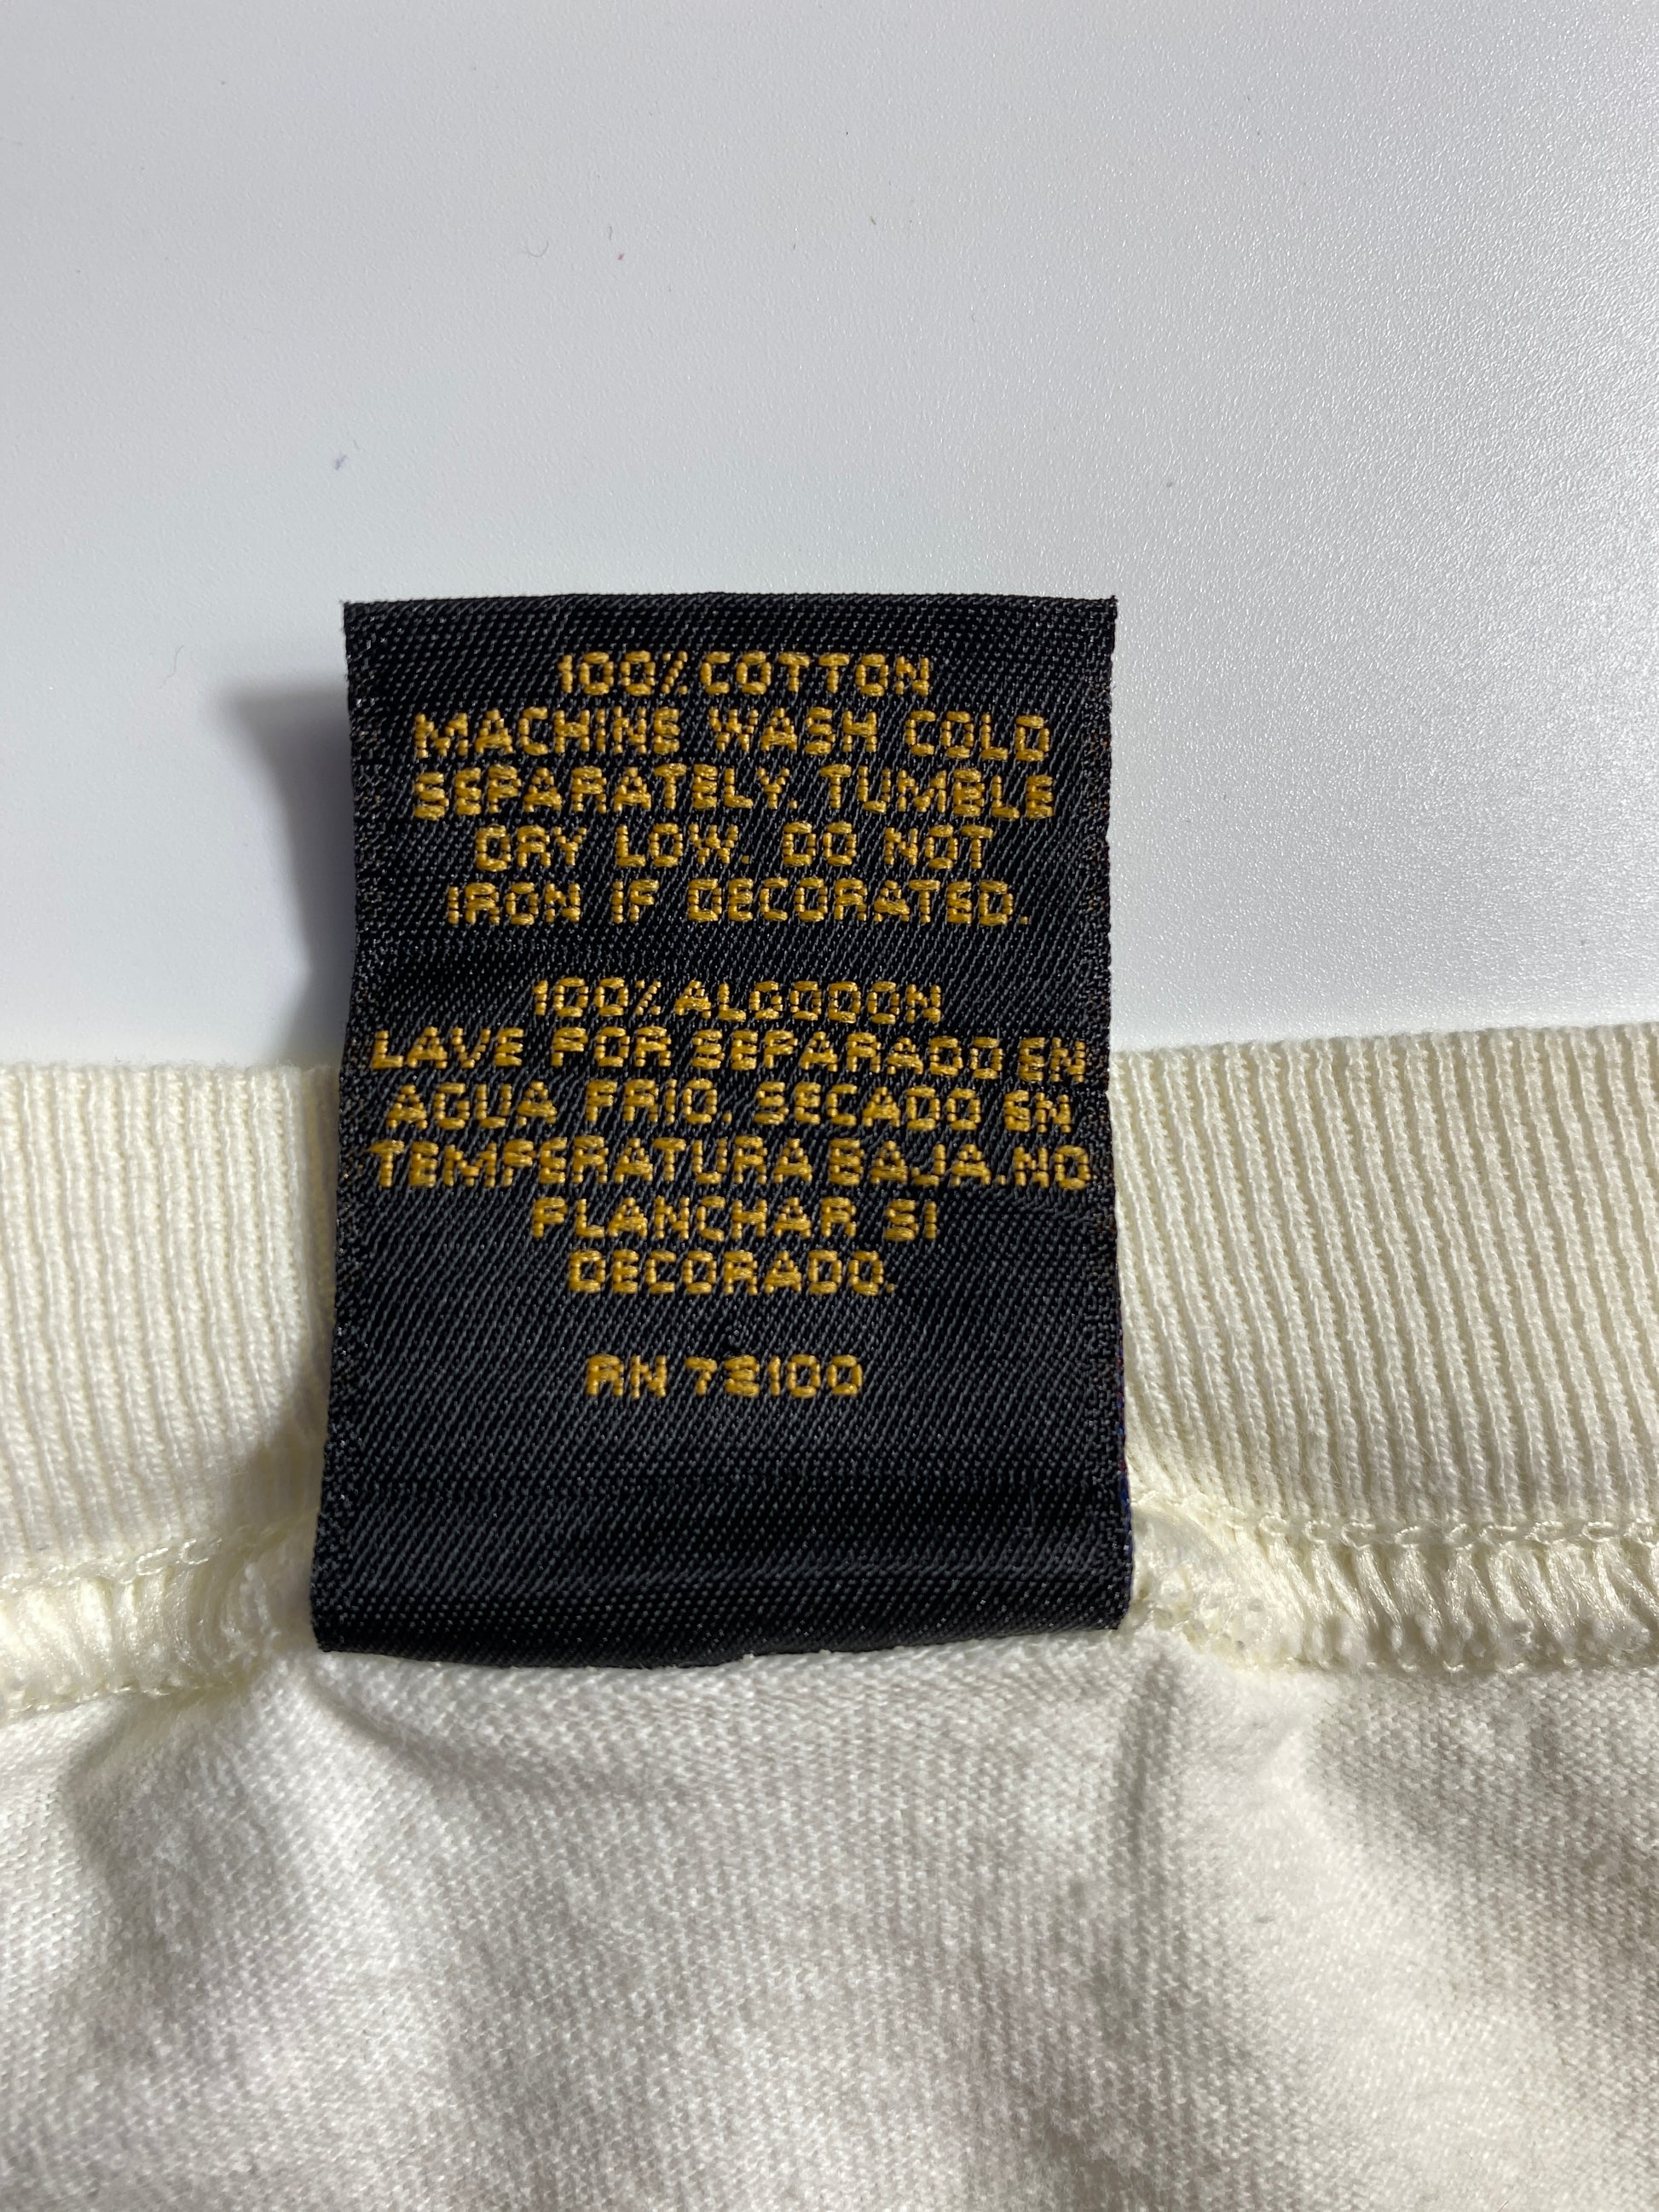 100% COTTON
MACHINE WASH COLD
SEPARATELY. TUMBLE
DRY LOW. DO NOT
IRON IF DECORATED.
100% ALGODON
LAVE POR SEPARADO EN
AGUA FRIO. SECADO EN
TEMPERATURA BAJA.NO
PLANCHAR SI
DECORADO.
RN